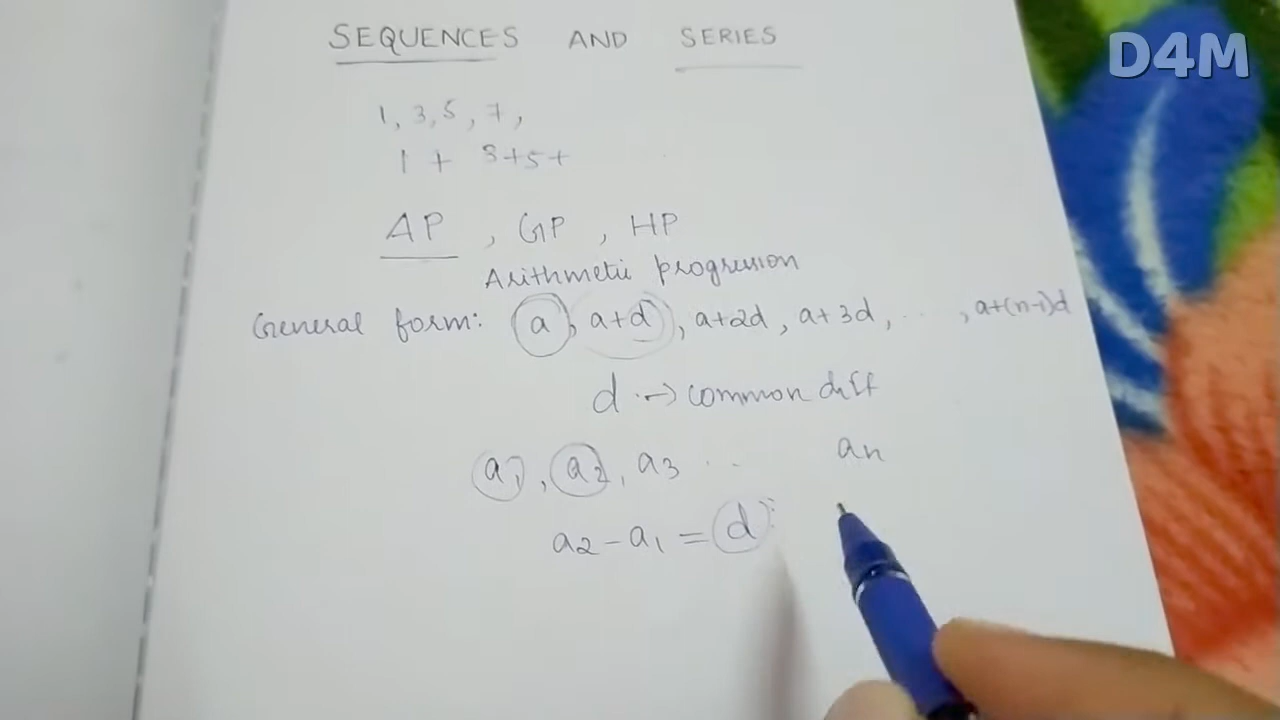 D4M
SEQUENCES AND SERIES
1, 3, 5, 7,
1 + 3+5+
AP, GP, HP
Arithmetic progression
General form: a, a+d, a+2d, a+3d, ..., a+(n-1)d
d → common diff
a1, a2, a3 .. an
a2 - a1 = d